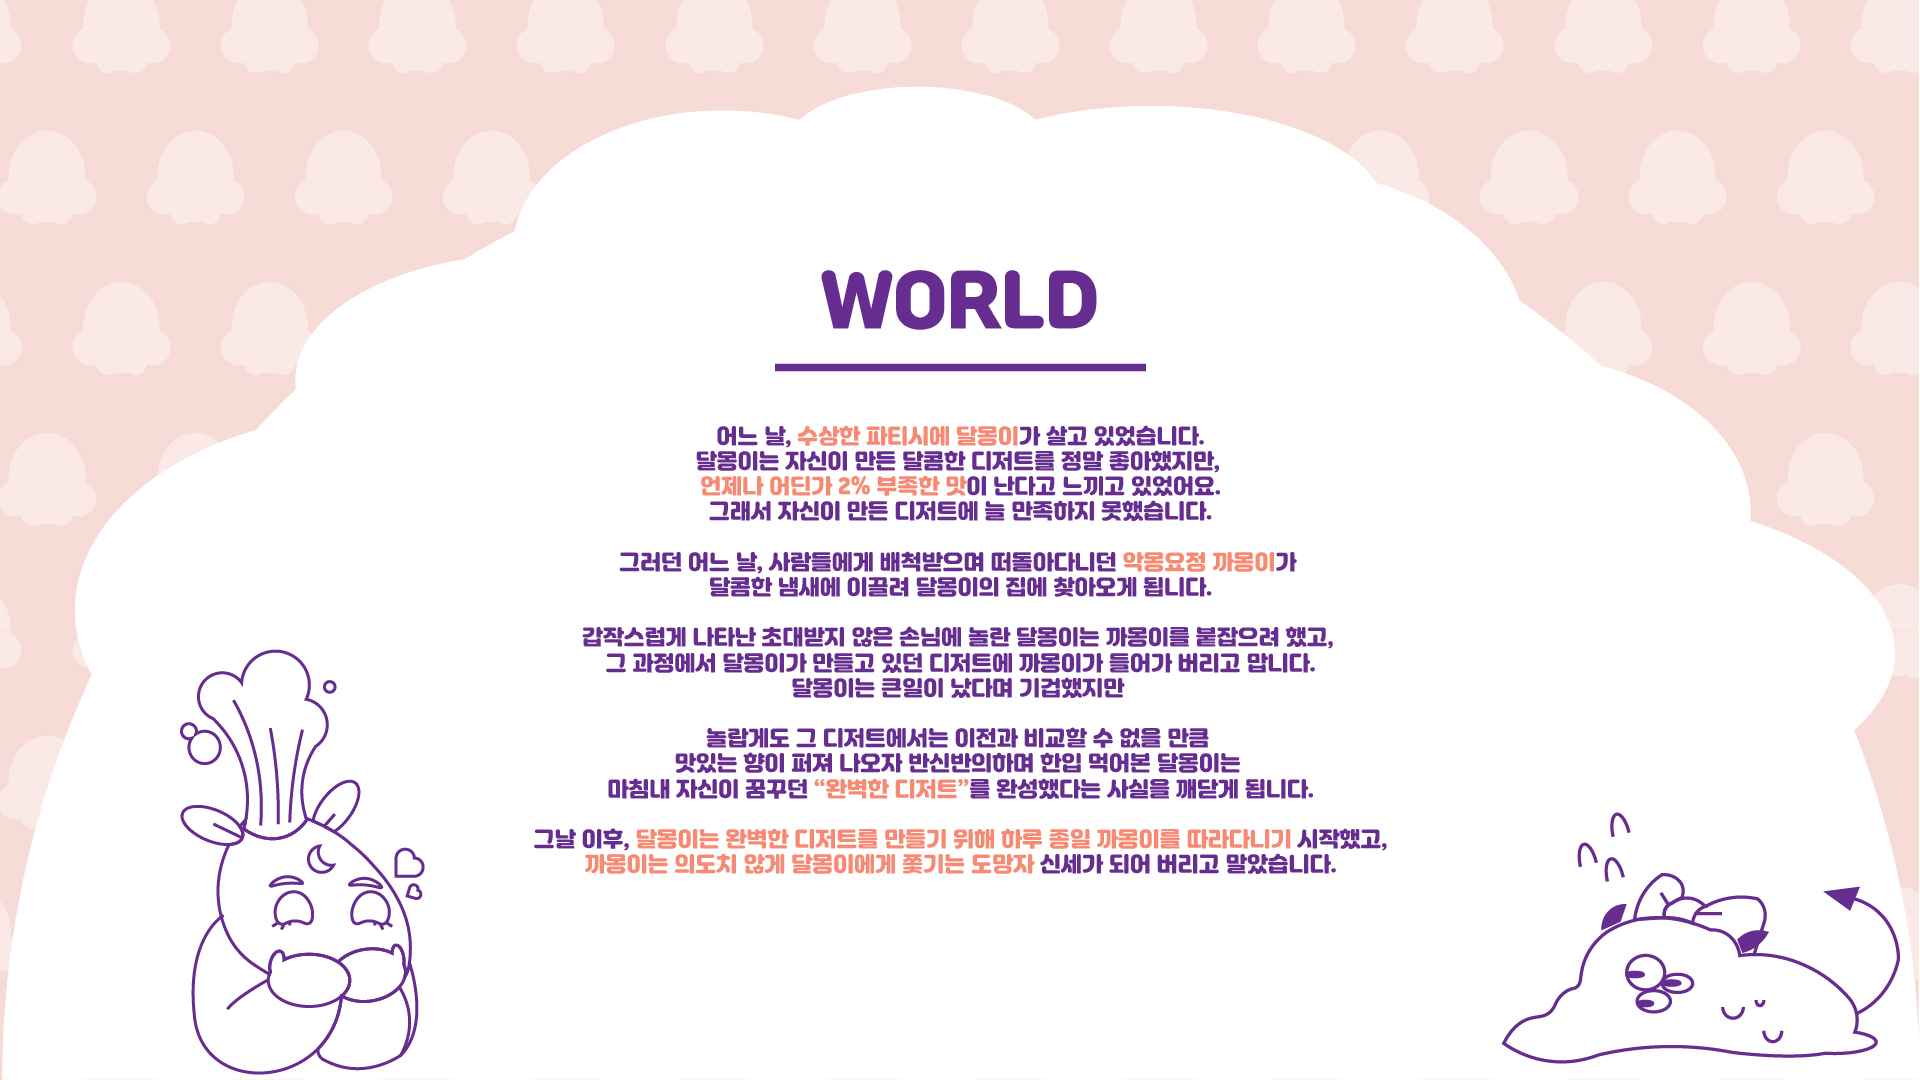 WORLD
어느 날, 수상한 파티시에 달몽이가 살고 있었습니다.
달몽이는 자신이 만든 달콤한 디저트를 정말 좋아했지만,
언제나 어딘가 2% 부족한 맛이 난다고 느끼고 있었어요.
그래서 자신이 만든 디저트에 늘 만족하지 못했습니다.
그러던 어느 날, 사람들에게 배척받으며 떠돌아다니던 악몽요정 까몽이가
달콤한 냄새에 이끌려 달몽이의 집에 찾아오게 됩니다.
갑작스럽게 나타난 초대받지 않은 손님에 놀란 달몽이는 까몽이를 붙잡으려 했고,
그 과정에서 달몽이가 만들고 있던 디저트에 까몽이가 들어가 버리고 맙니다.
달몽이는 큰일이 났다며 기겁했지만
놀랍게도 그 디저트에서는 이전과 비교할 수 없을 만큼
맛있는 향이 퍼져 나오자 반신반의하며 한입 먹어본 달몽이는
마침내 자신이 꿈꾸던 “완벽한 디저트”를 완성했다는 사실을 깨닫게 됩니다.
그날 이후, 달몽이는 완벽한 디저트를 만들기 위해 하루 종일 까몽이를 따라다니기 시작했고,
까몽이는 의도치 않게 달몽이에게 쫓기는 도망자 신세가 되어 버리고 말았습니다.